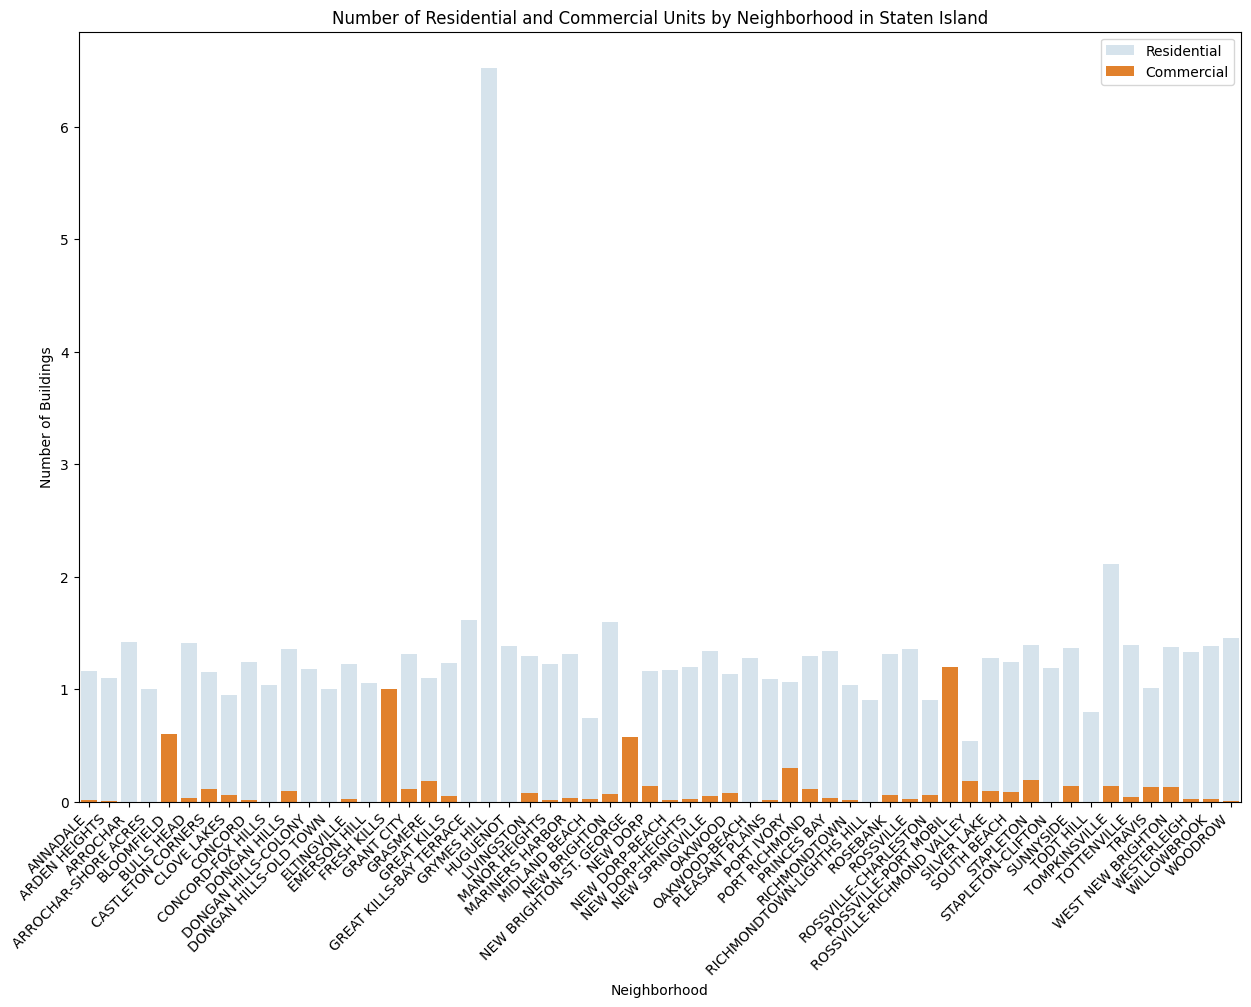 Number of Residential and Commercial Units by Neighborhood in Staten Island
Residential
Commercial
Number of Buildings
6
5
4
3
2
1
0
ANNADALE
ARDEN HEIGHTS
ARROCHAR
ARROCHAR-SHORE ACRES
BLOOMFIELD
BULLS HEAD
CASTLETON CORNERS
CLOVE LAKES
CONCORD
CONCORD-FOX HILLS
DONGAN HILLS
DONGAN HILLS-COLONY
DONGAN HILLS-OLD TOWN
ELTINGVILLE
EMERSON HILL
FRESH KILLS
GRANT CITY
GRASMERE
GREAT KILLS
GREAT KILLS-BAY TERRACE
GRYMES HILL
HUGUENOT
LIVINGSTON
MANOR HEIGHTS
MARINERS HARBOR
MIDLAND BEACH
NEW BRIGHTON
NEW BRIGHTON-ST. GEORGE
NEW DORP
NEW DORP-BEACH
NEW DORP-HEIGHTS
NEW SPRINGVILLE
OAKWOOD
OAKWOOD-BEACH
PLEASANT PLAINS
PORT IVORY
PORT RICHMOND
PRINCES BAY
RICHMONDTOWN
RICHMONDTOWN-LIGHTHS HILL
ROSEBANK
ROSSVILLE
ROSSVILLE-CHARLESTON
ROSSVILLE-PORT MOBIL
ROSSVILLE-RICHMOND VALLEY
SILVER LAKE
SOUTH BEACH
STAPLETON
STAPLETON-CLIFTON
SUNNYSIDE
TODT HILL
TOMPKINSVILLE
TOTTENVILLE
TRAVIS
WEST NEW BRIGHTON
WESTERLEIGH
WILLOWBROOK
WOODROW
Neighborhood